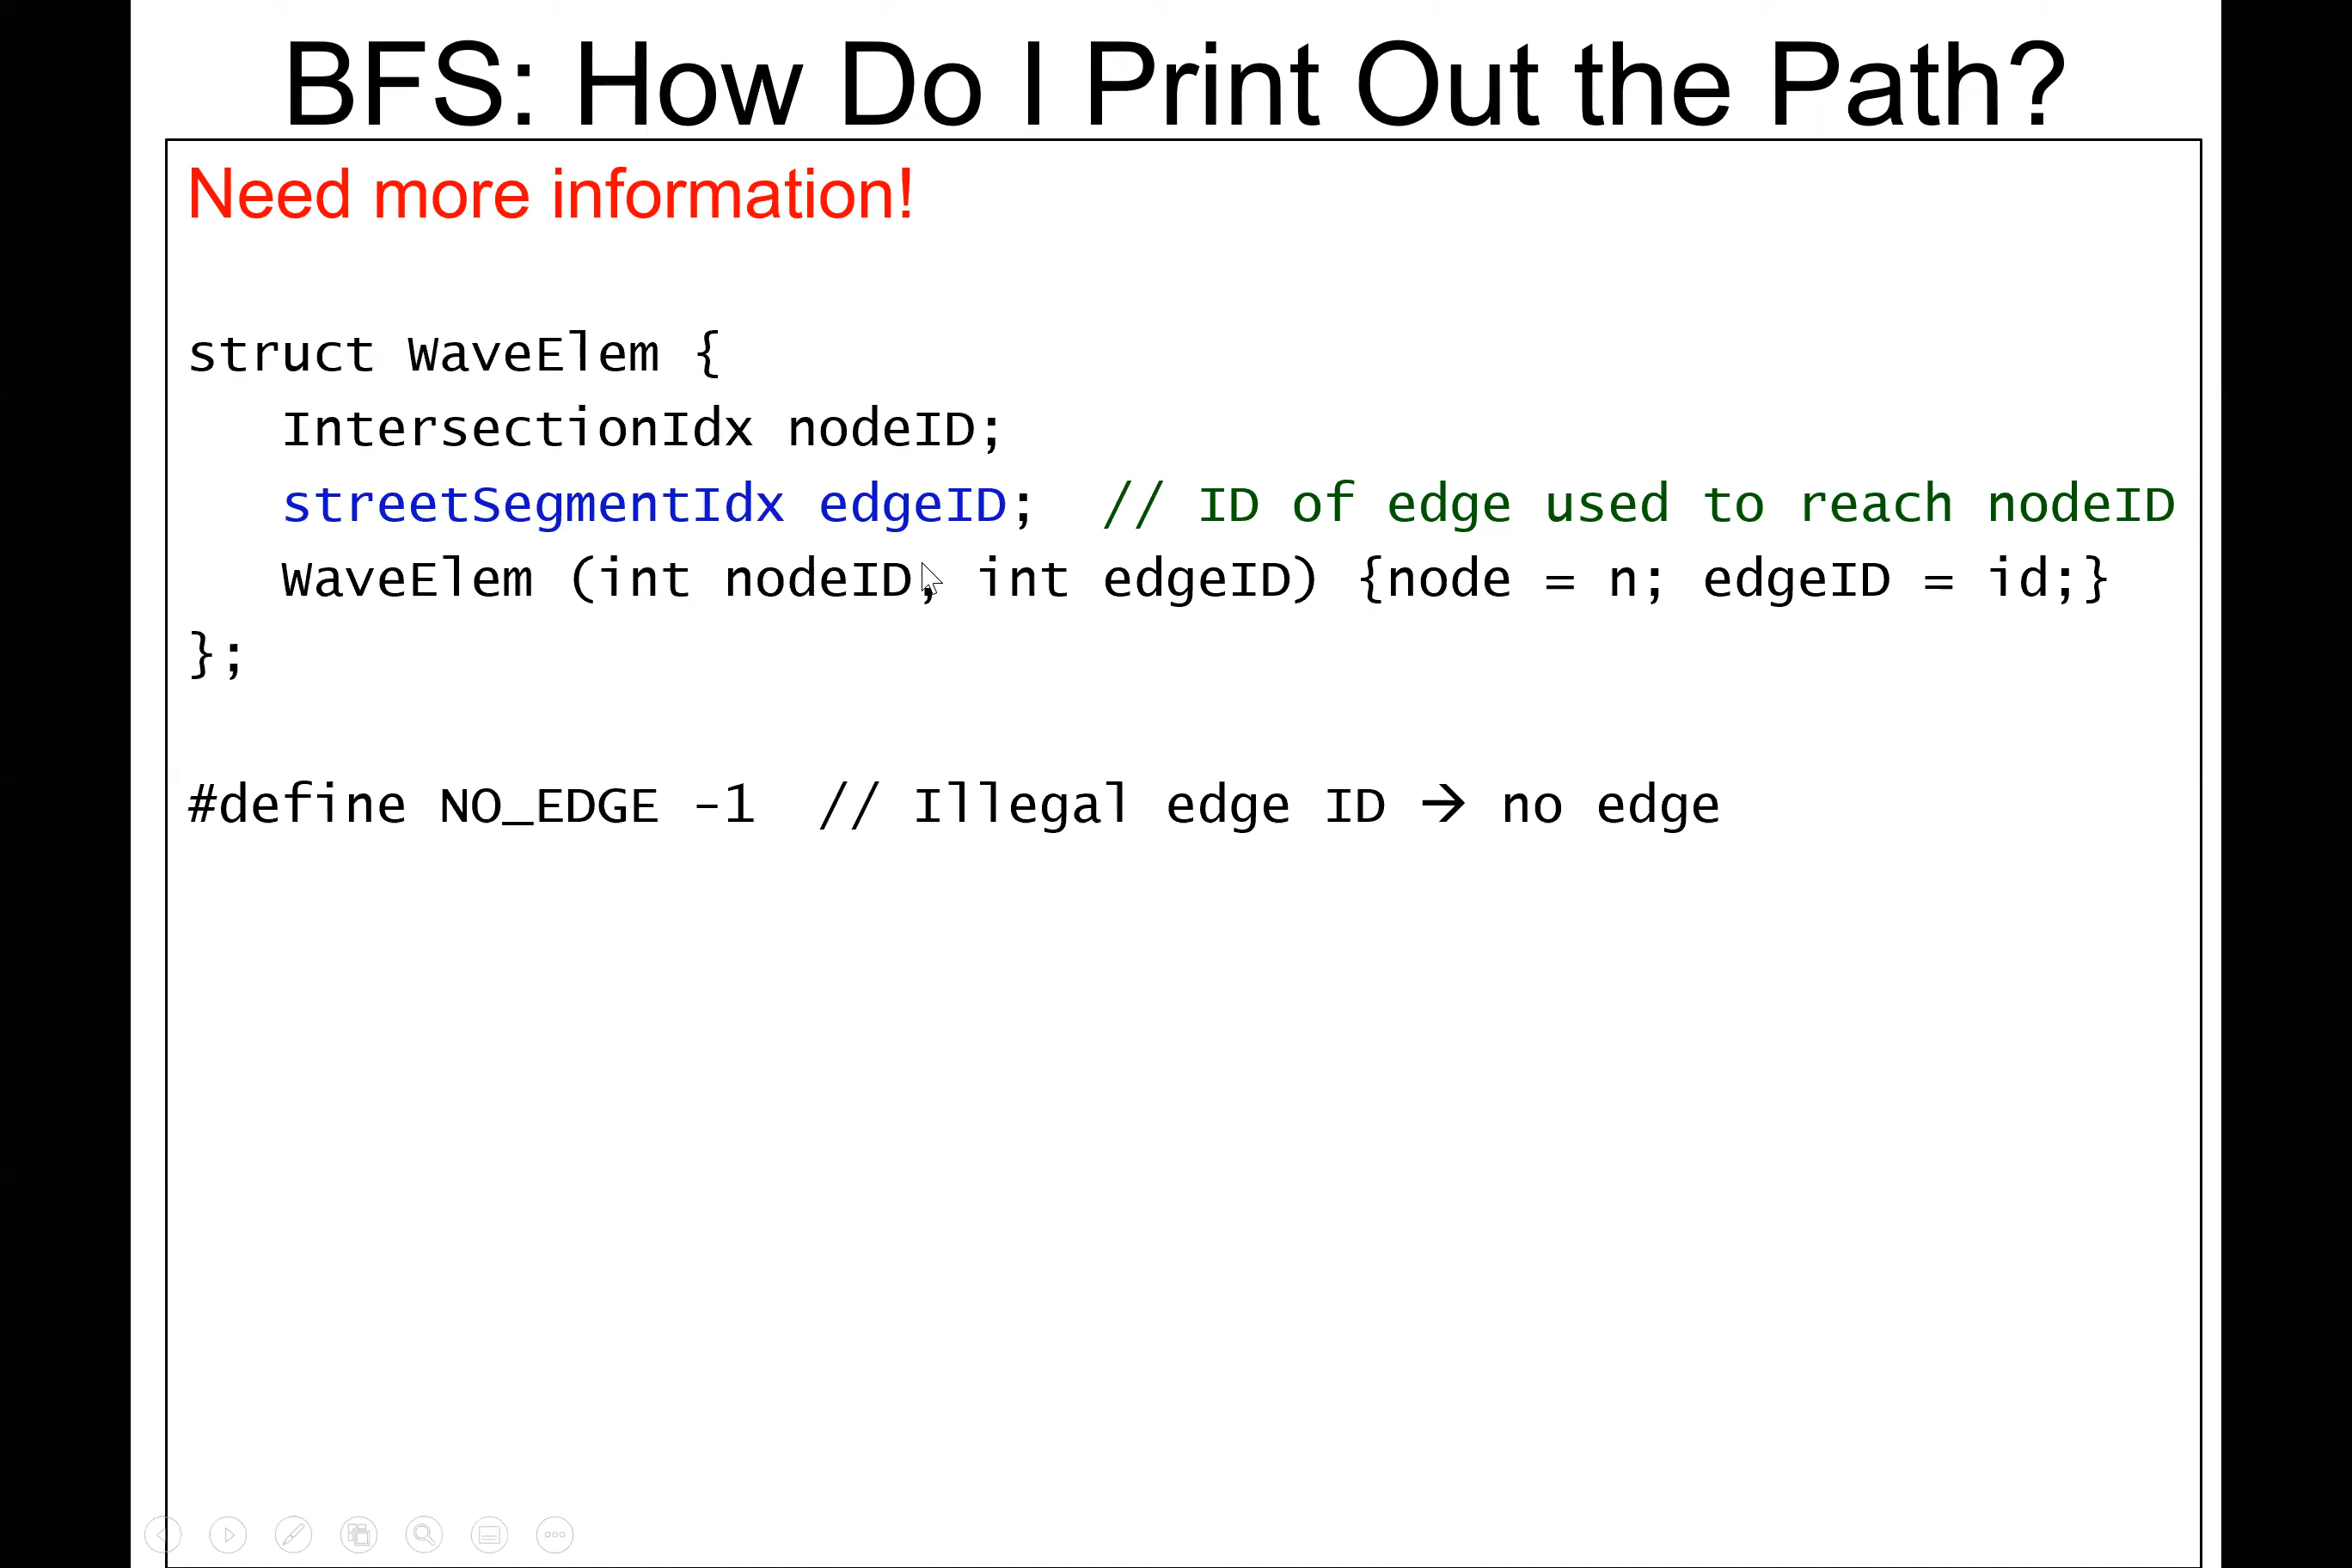 BFS: How Do I Print Out the Path?
Need more information!
struct WaveElem {
IntersectionIdx nodeID;
streetSegmentIdx edgeID;  // ID of edge used to reach nodeID
WaveElem (int nodeID, int edgeID) {node = n; edgeID = id;}
};
#define NO_EDGE -1  // Illegal edge ID → no edge